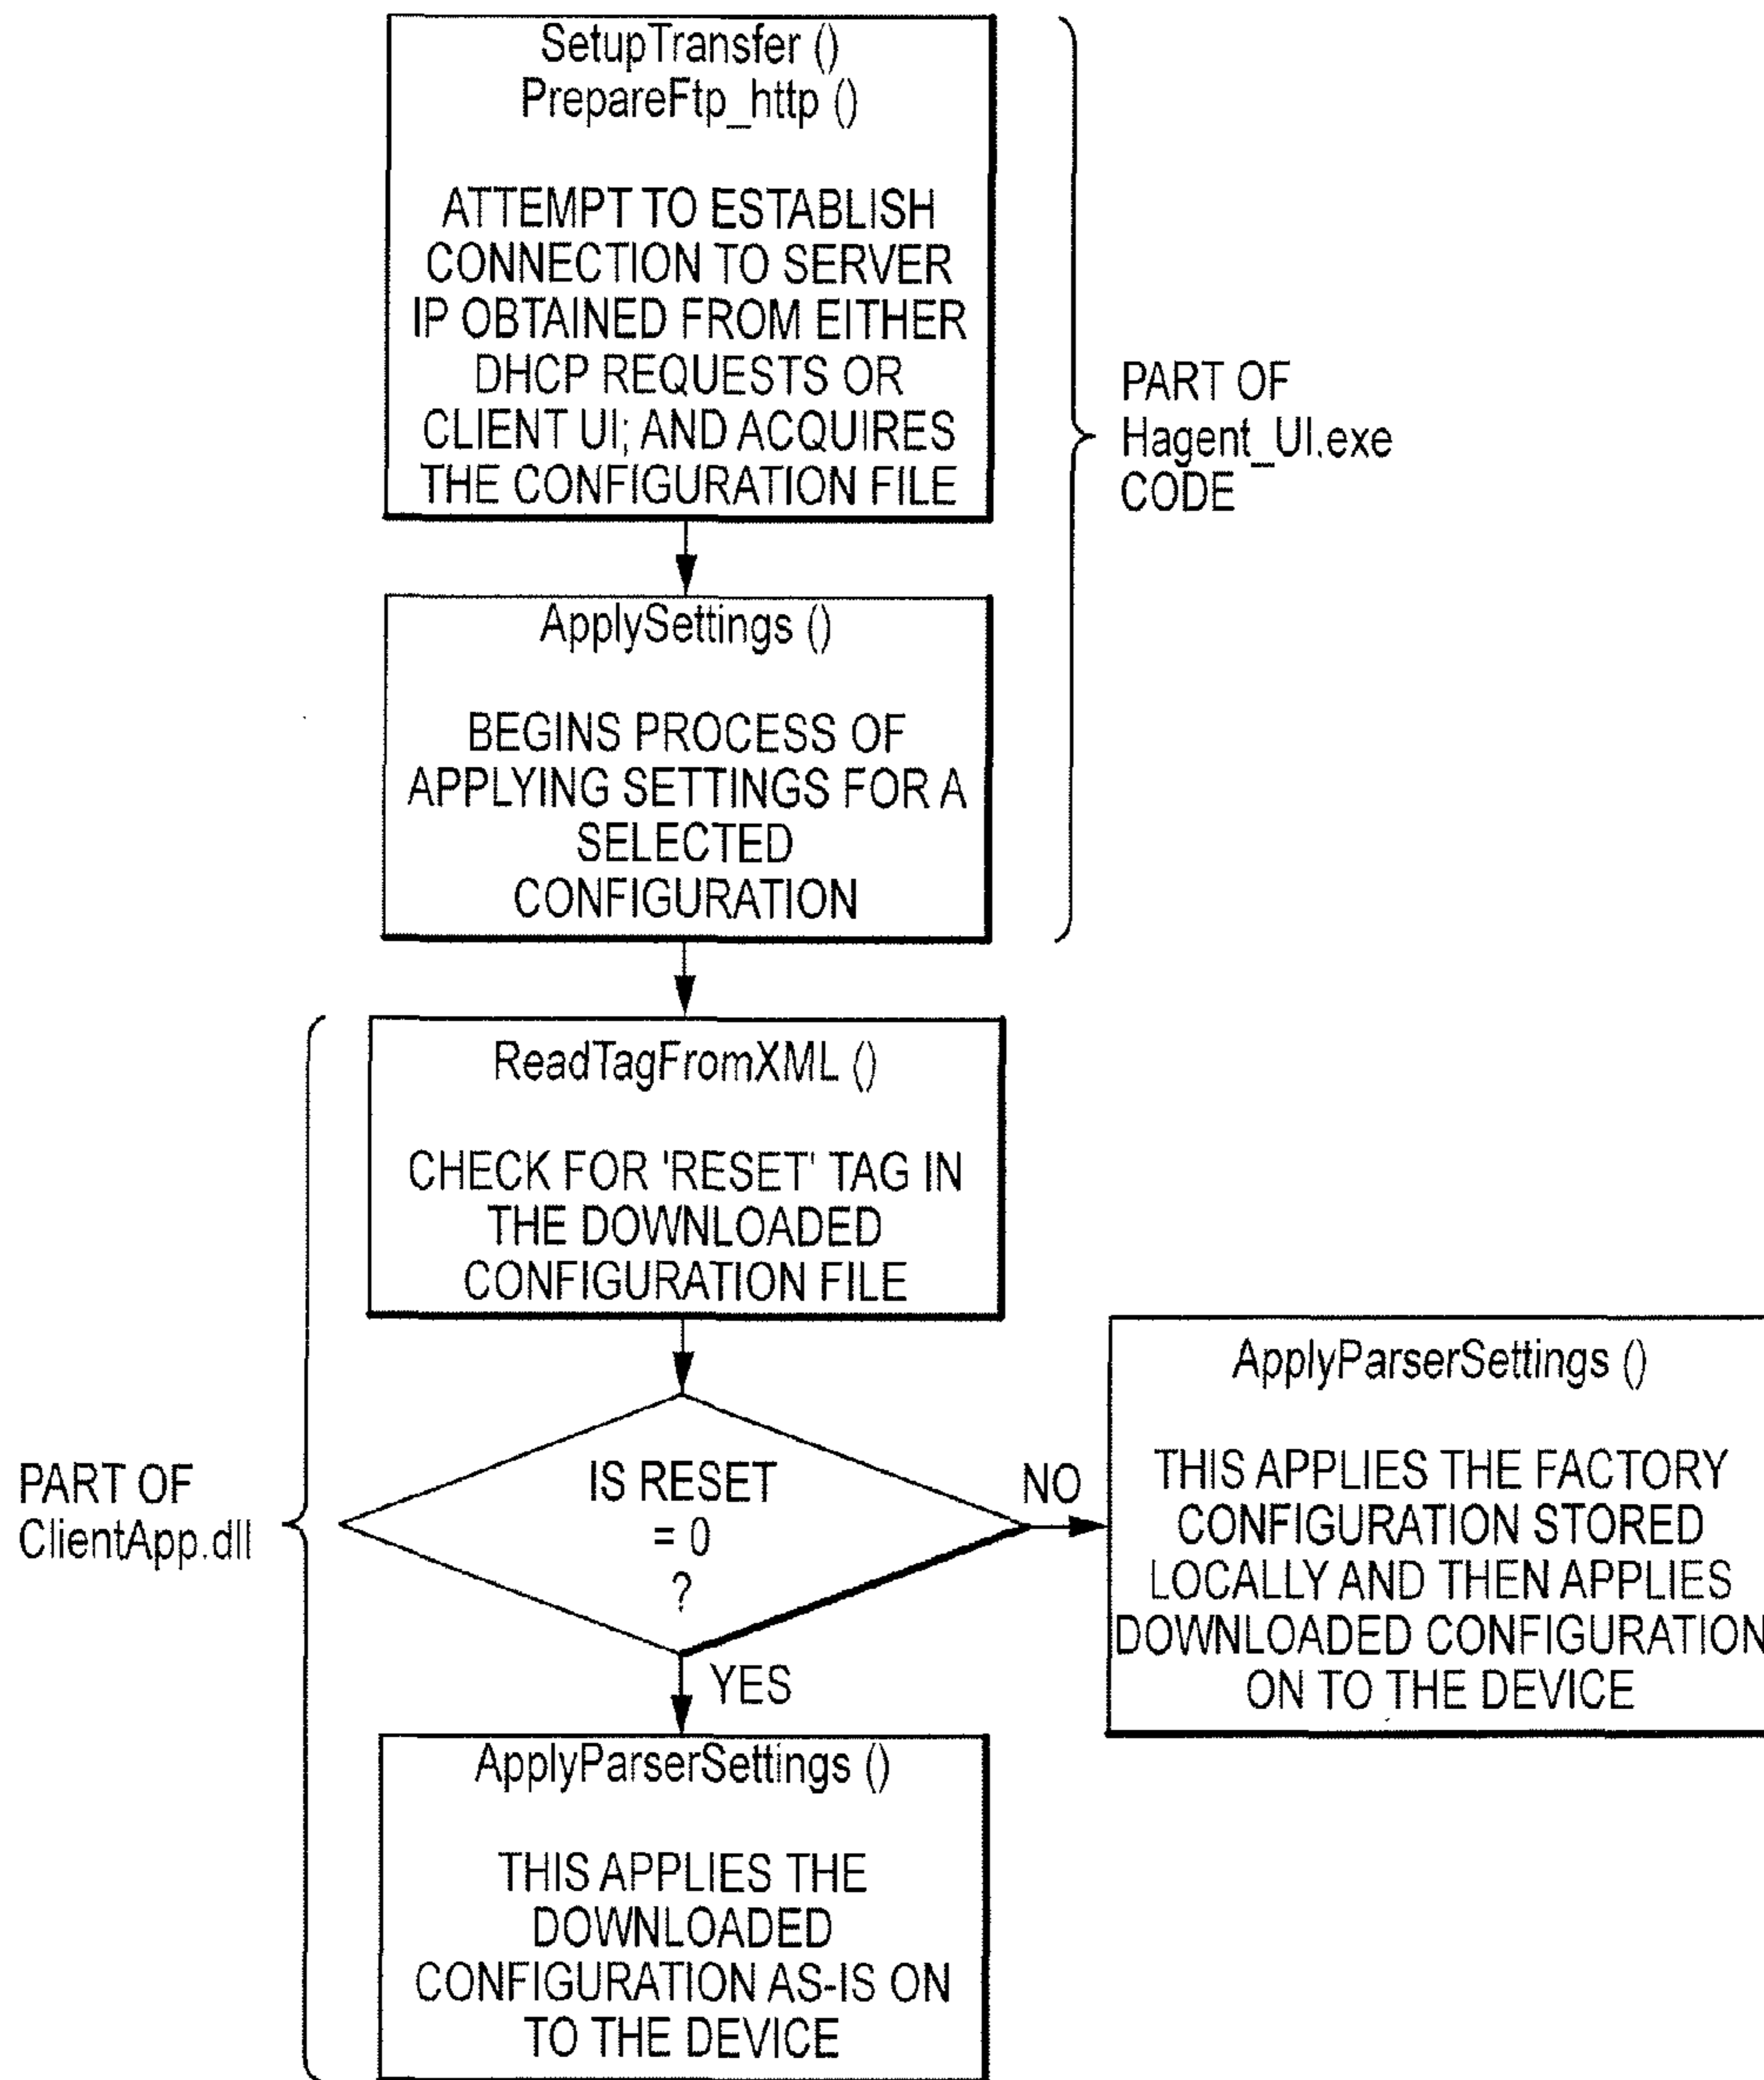 SetupTransfer ()
PrepareFtp_http ()
ATTEMPT TO ESTABLISH
CONNECTION TO SERVER
IP OBTAINED FROM EITHER
DHCP REQUESTS OR
CLIENT UI; AND ACQUIRES
THE CONFIGURATION FILE
PART OF
Hagent_UI.exe
CODE
ApplySettings ()
BEGINS PROCESS OF
APPLYING SETTINGS FOR A
SELECTED
CONFIGURATION
ReadTagFromXML ()
CHECK FOR 'RESET' TAG IN
THE DOWNLOADED
CONFIGURATION FILE
PART OF
ClientApp.dll
IS RESET
= 0
?
NO
YES
ApplyParserSettings ()
THIS APPLIES THE FACTORY
CONFIGURATION STORED
LOCALLY AND THEN APPLIES
DOWNLOADED CONFIGURATION
ON TO THE DEVICE
ApplyParserSettings ()
THIS APPLIES THE
DOWNLOADED
CONFIGURATION AS-IS ON
TO THE DEVICE